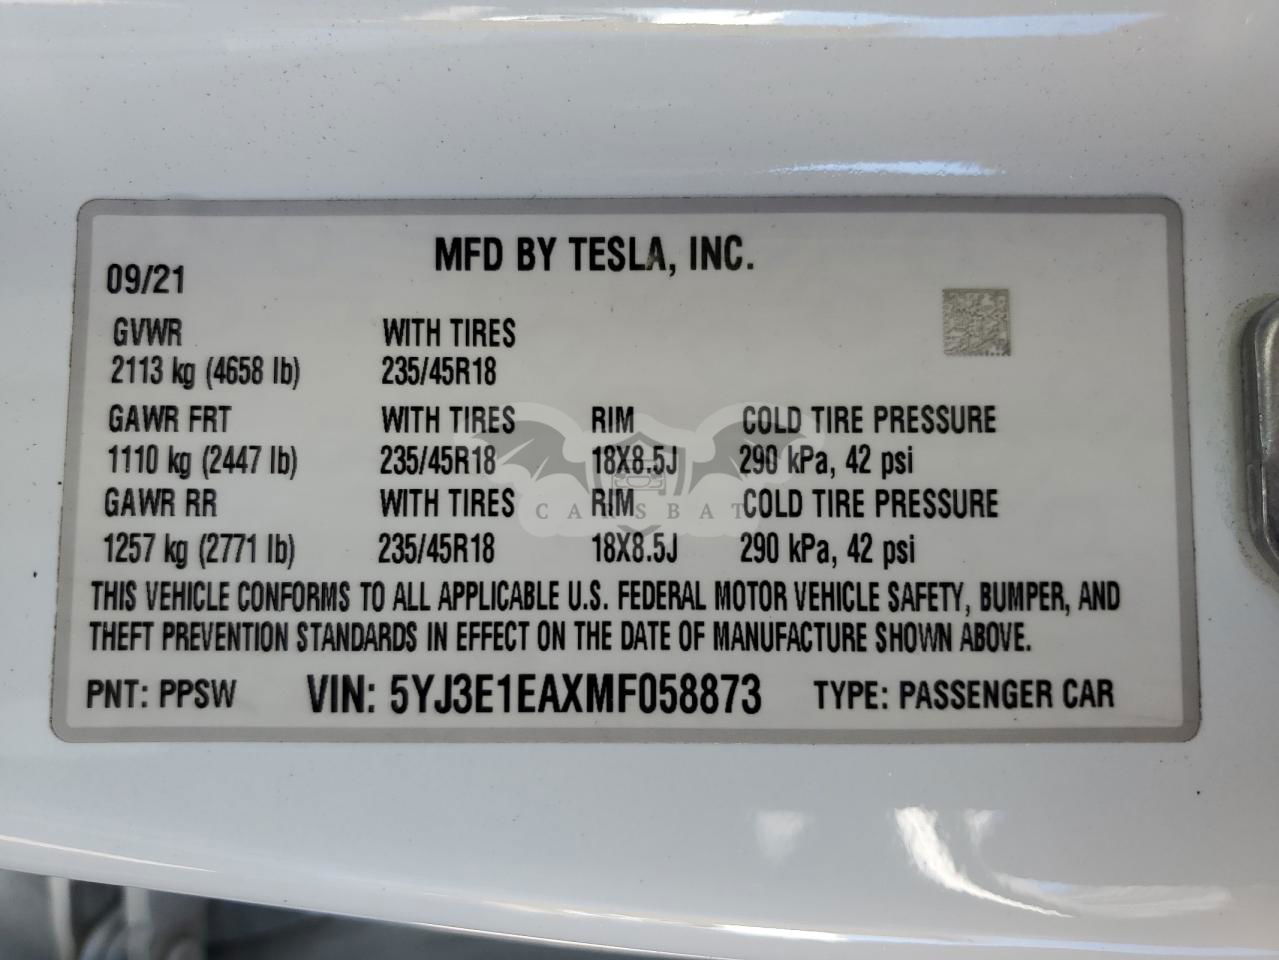 MFD BY TESLA, INC.
09/21
GVWR WITH TIRES
2113 kg (4658 lb) 235/45R18
GAWR FRT WITH TIRES RIM COLD TIRE PRESSURE
1110 kg (2447 lb) 235/45R18 18X8.5J 290 kPa, 42 psi
GAWR RR WITH TIRES RIM COLD TIRE PRESSURE
CARSBAT
1257 kg (2771 lb) 235/45R18 18X8.5J 290 kPa, 42 psi
THIS VEHICLE CONFORMS TO ALL APPLICABLE U.S. FEDERAL MOTOR VEHICLE SAFETY, BUMPER, AND
THEFT PREVENTION STANDARDS IN EFFECT ON THE DATE OF MANUFACTURE SHOWN ABOVE.
PNT: PPSW VIN: 5YJ3E1EAXMF058873 TYPE: PASSENGER CAR